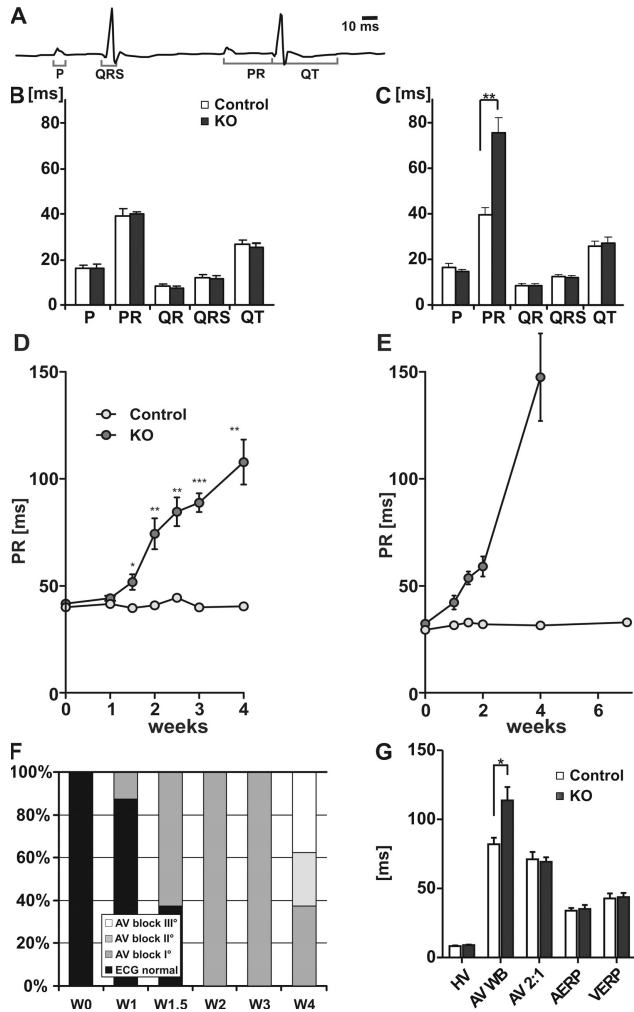 A
10 ms
P QRS PR QT
B [ms]
Control
KO
80
60
40
20
0
P PR QR QRS QT
C [ms]
**
80
60
40
20
0
P PR QR QRS QT
D
150
Control
KO
**
100
***
**
**
PR [ms]
*
50
0
0 1 2 3 4
weeks
E
150
100
PR [ms]
50
0
0 2 4 6
weeks
F
100%
80%
60%
40%
20%
0%
AV block III°
AV block II°
AV block I°
ECG normal
W0 W1 W1.5 W2 W3 W4
G
150
Control
KO
*
100
[ms]
50
0
HV AV WB AV 2:1 AERP VERP